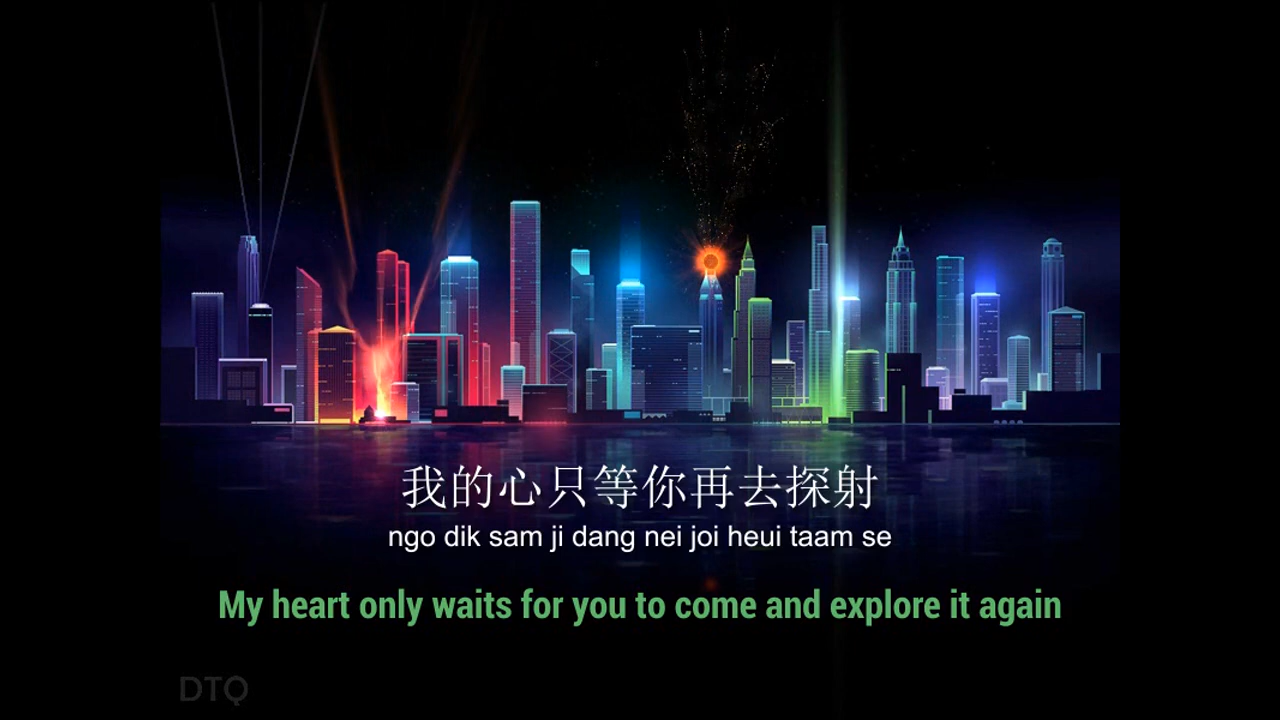 我的心只等你再去探射
ngo dik sam ji dang nei joi heui taam se
My heart only waits for you to come and explore it again
DTQ